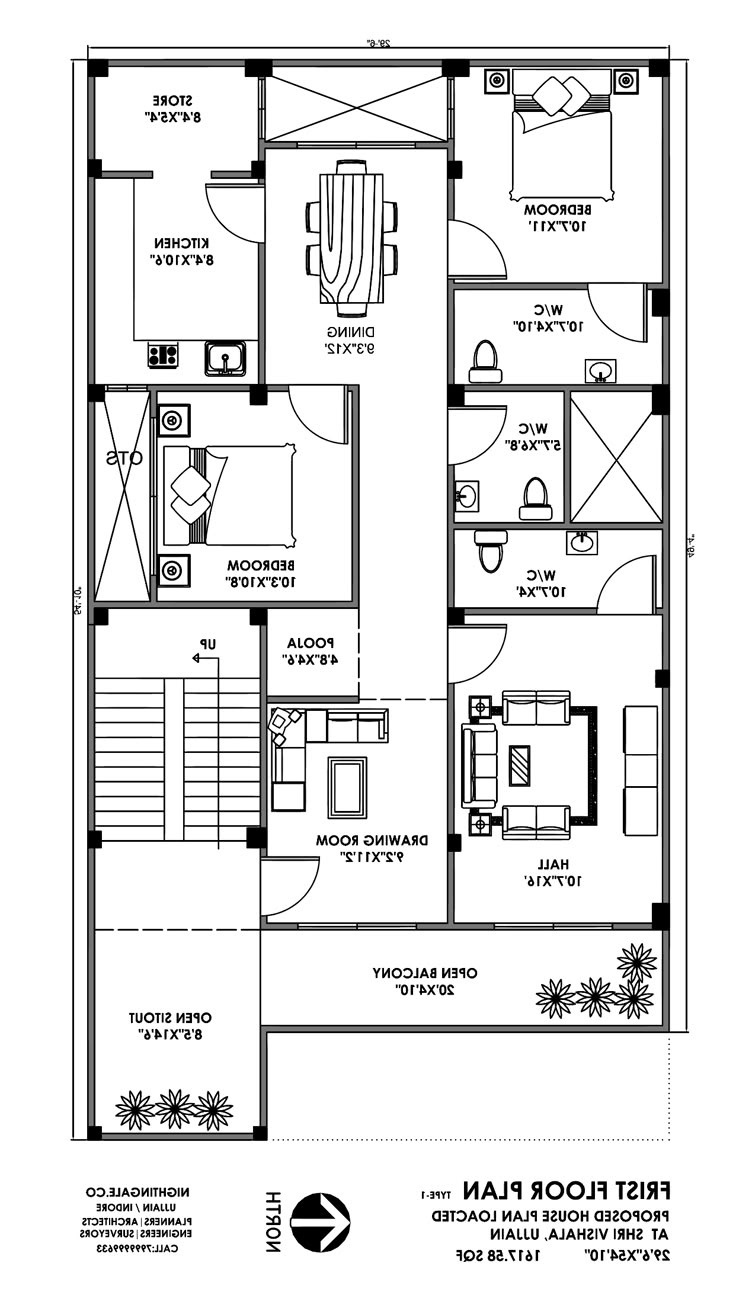 29'-6"
STORE
8'4"X5'4"
BEDROOM
10'7"X11'
KITCHEN
8'4"X10'6"
W/C
10'7"X4'10"
DINING
9'3"X12'
W/C
5'7"X6'8"
OTS
49'-4"
BEDROOM
10'3"X10'8"
W/C
10'7"X4'
54'-10"
UP
POOJA
4'8"X4'6"
DRAWING ROOM
9'2"X11'2"
HALL
10'7"X16'
OPEN BALCONY
20'X4'10"
OPEN SITOUT
8'5"X14'6"
FRIST FLOOR PLAN TYPE-1
PROPOSED HOUSE PLAN LOACTED
AT SHRI VISHALA, UJJAIN
29'6"X54'10" 1617.58 SQF
NORTH
NIGHTINGALE.CO
UJJAIN / INDORE
PLANNERS|ARCHITECTS
ENGINEERS|SURVEYORS
CALL:7999999633